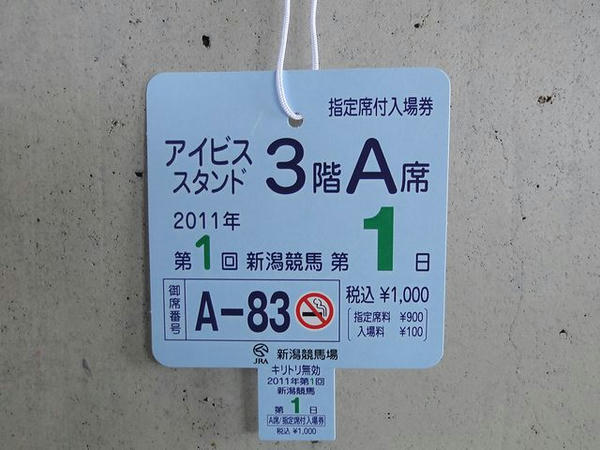 指定席付入場券
アイビス
スタンド
3階A席
2011年
第1回 新潟競馬 第1日
御席番号
A-83
税込 ¥1,000
指定席料 ¥900
入場料 ¥100
JRA 新潟競馬場
キリトリ無効
2011年第1回
新潟競馬
第1日
A席/指定席付入場券
税込 ¥1,000